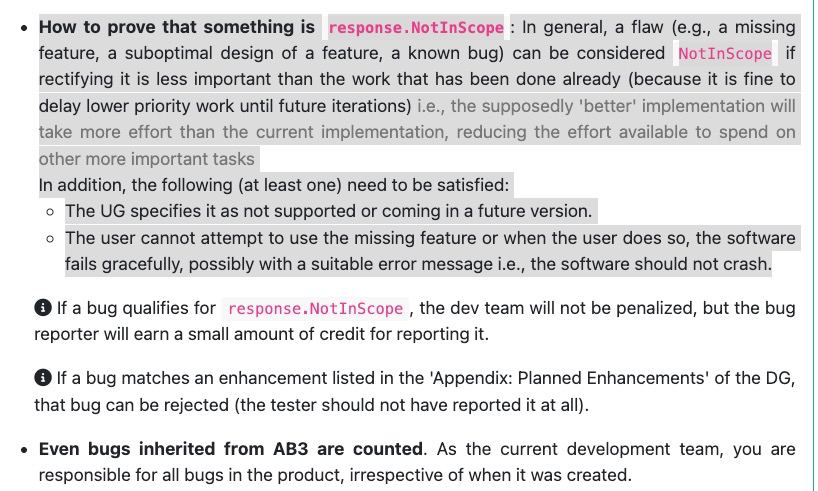 • How to prove that something is response.NotInScope : In general, a flaw (e.g., a missing
feature, a suboptimal design of a feature, a known bug) can be considered NotInScope if
rectifying it is less important than the work that has been done already (because it is fine to
delay lower priority work until future iterations) i.e., the supposedly 'better' implementation will
take more effort than the current implementation, reducing the effort available to spend on
other more important tasks
In addition, the following (at least one) need to be satisfied:
◦ The UG specifies it as not supported or coming in a future version.
◦ The user cannot attempt to use the missing feature or when the user does so, the software
fails gracefully, possibly with a suitable error message i.e., the software should not crash.
If a bug qualifies for response.NotInScope , the dev team will not be penalized, but the bug
reporter will earn a small amount of credit for reporting it.
If a bug matches an enhancement listed in the 'Appendix: Planned Enhancements' of the DG,
that bug can be rejected (the tester should not have reported it at all).
• Even bugs inherited from AB3 are counted. As the current development team, you are
responsible for all bugs in the product, irrespective of when it was created.